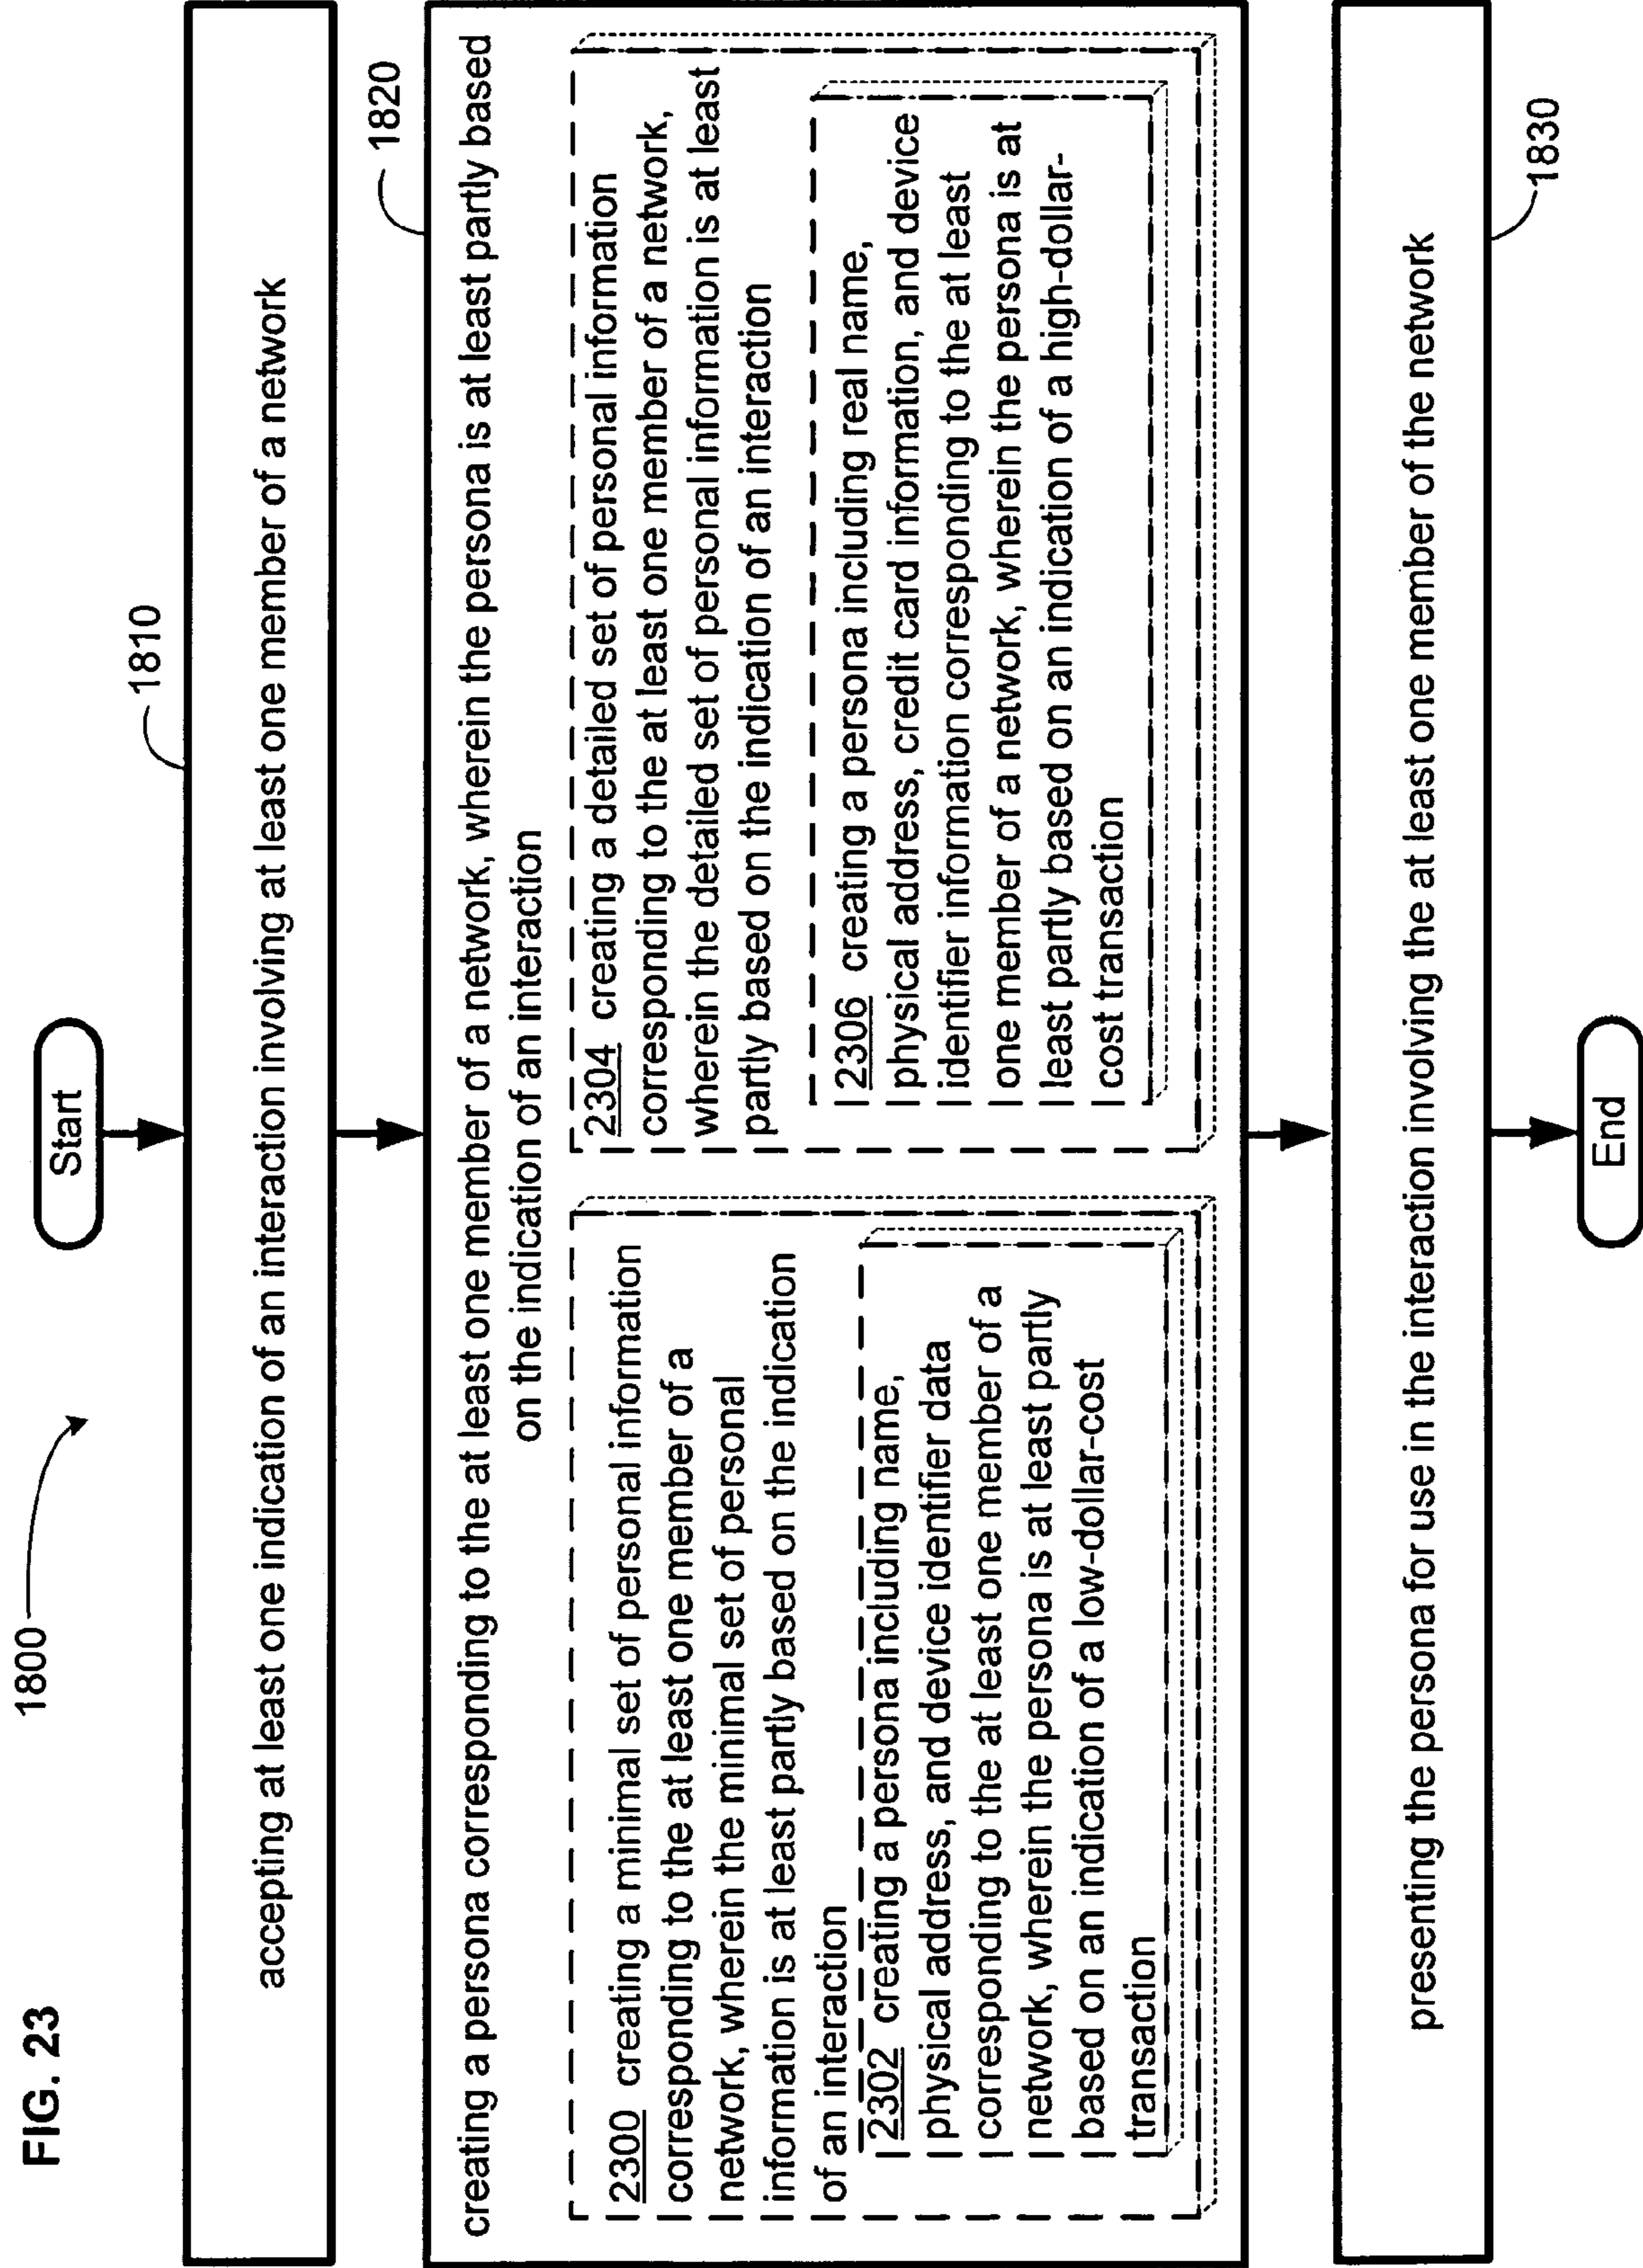 FIG. 23
1800
Start
1810
accepting at least one indication of an interaction involving at least one member of a network
1820
creating a persona corresponding to the at least one member of a network, wherein the persona is at least partly based
on the indication of an interaction
2300 creating a minimal set of personal information
corresponding to the at least one member of a
network, wherein the minimal set of personal
information is at least partly based on the indication
of an interaction
2302 creating a persona including name,
physical address, and device identifier data
corresponding to the at least one member of a
network, wherein the persona is at least partly
based on an indication of a low-dollar-cost
transaction
2304 creating a detailed set of personal information
corresponding to the at least one member of a network,
wherein the detailed set of personal information is at least
partly based on the indication of an interaction
2306 creating a persona including real name,
physical address, credit card information, and device
identifier information corresponding to the at least
one member of a network, wherein the persona is at
least partly based on an indication of a high-dollar-
cost transaction
presenting the persona for use in the interaction involving the at least one member of the network
1830
End